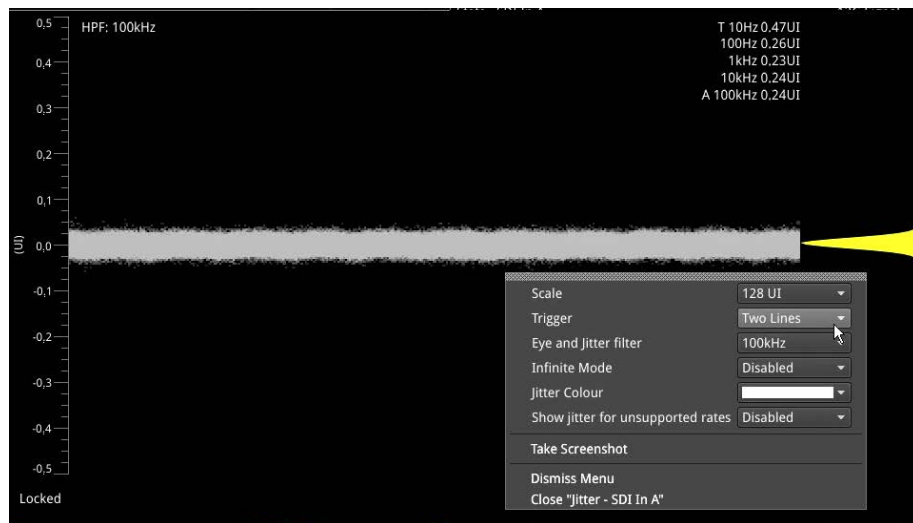 0,5
HPF: 100kHz
T 10Hz 0.47UI
100Hz 0.26UI
0,4
1kHz 0.23UI
10kHz 0.24UI
A 100kHz 0.24UI
0,3
0,2
0,1
(UI)
0,0
-0,1
-0,2
-0,3
-0,4
-0,5
Locked
Scale 128 UI
Trigger Two Lines
Eye and Jitter filter 100kHz
Infinite Mode Disabled
Jitter Colour
Show jitter for unsupported rates Disabled
Take Screenshot
Dismiss Menu
Close "Jitter - SDI In A"